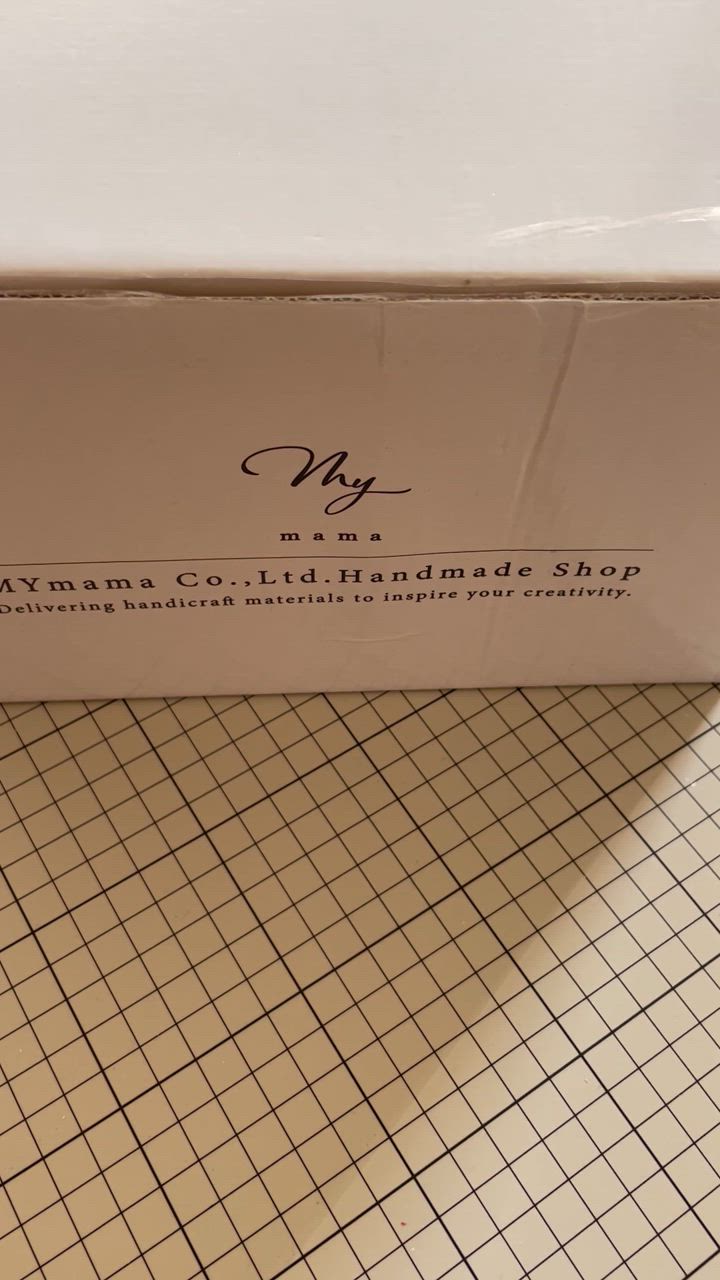 My
mama
MYmama Co.,Ltd.Handmade Shop
Delivering handicraft materials to inspire your creativity.